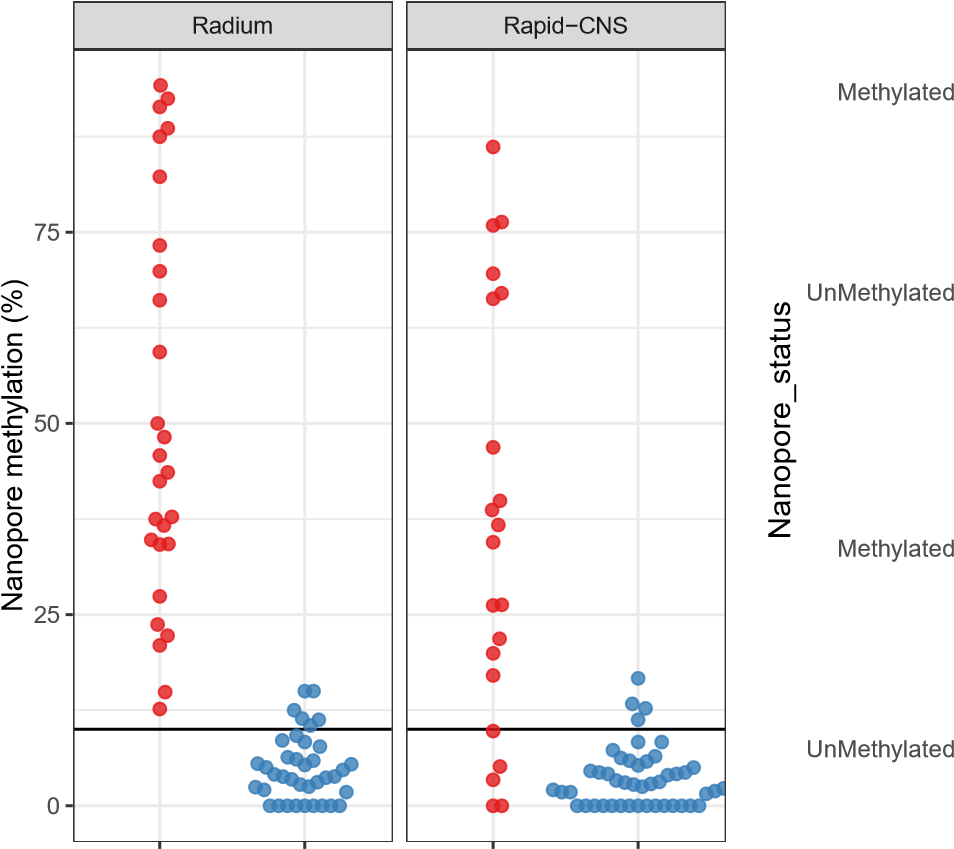 Radium
Rapid−CNS
Nanopore methylation (%)
75
50
25
0
Nanopore_status
Methylated
UnMethylated
Methylated
UnMethylated